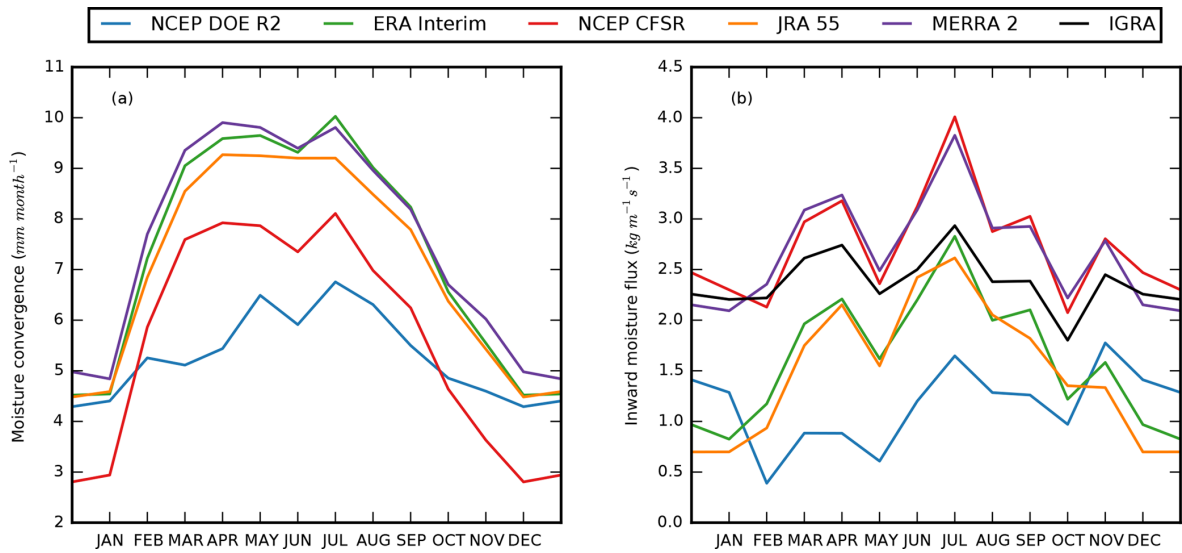 NCEP DOE R2 ERA Interim NCEP CFSR JRA 55 MERRA 2 IGRA
(a)
Moisture convergence (mm month⁻¹)
11
10
9
8
7
6
5
4
3
2
JAN FEB MAR APR MAY JUN JUL AUG SEP OCT NOV DEC
(b)
Inward moisture flux (kg m⁻¹ s⁻¹)
4.5
4.0
3.5
3.0
2.5
2.0
1.5
1.0
0.5
0.0
JAN FEB MAR APR MAY JUN JUL AUG SEP OCT NOV DEC